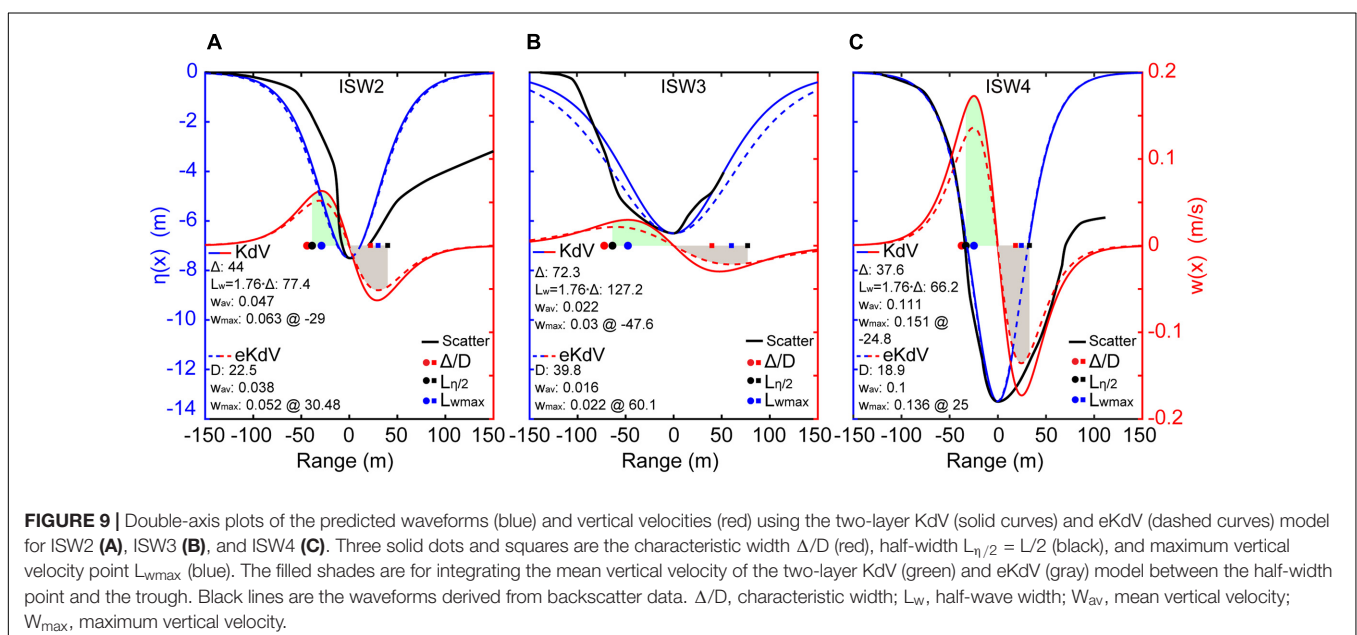 A
B
C
ISW2
ISW3
ISW4
0
-2
-4
-6
-8
-10
-12
-14
η(x) (m)
KdV
Δ: 44
Lw=1.76·Δ: 77.4
wav: 0.047
wmax: 0.063 @ -29
eKdV
D: 22.5
wav: 0.038
wmax: 0.052 @ 30.48
Scatter
Δ/D
Lη/2
Lwmax
-150 -100 -50 0 50 100 150
Range (m)
KdV
Δ: 72.3
Lw=1.76·Δ: 127.2
wav: 0.022
wmax: 0.03 @ -47.6
eKdV
D: 39.8
wav: 0.016
wmax: 0.022 @ 60.1
Scatter
Δ/D
Lη/2
Lwmax
-150 -100 -50 0 50 100 150
Range (m)
KdV
Δ: 37.6
Lw=1.76·Δ: 66.2
wav: 0.111
wmax: 0.151 @
-24.8
eKdV
D: 18.9
wav: 0.1
wmax: 0.136 @ 25
Scatter
Δ/D
Lη/2
Lwmax
-150 -100 -50 0 50 100 150
Range (m)
0.2
0.1
0
-0.1
-0.2
w(x) (m/s)
FIGURE 9 | Double-axis plots of the predicted waveforms (blue) and vertical velocities (red) using the two-layer KdV (solid curves) and eKdV (dashed curves) model
for ISW2 (A), ISW3 (B), and ISW4 (C). Three solid dots and squares are the characteristic width Δ/D (red), half-width Lη/2 = L/2 (black), and maximum vertical
velocity point Lwmax (blue). The filled shades are for integrating the mean vertical velocity of the two-layer KdV (green) and eKdV (gray) model between the half-width
point and the trough. Black lines are the waveforms derived from backscatter data. Δ/D, characteristic width; Lw, half-wave width; Wav, mean vertical velocity;
Wmax, maximum vertical velocity.